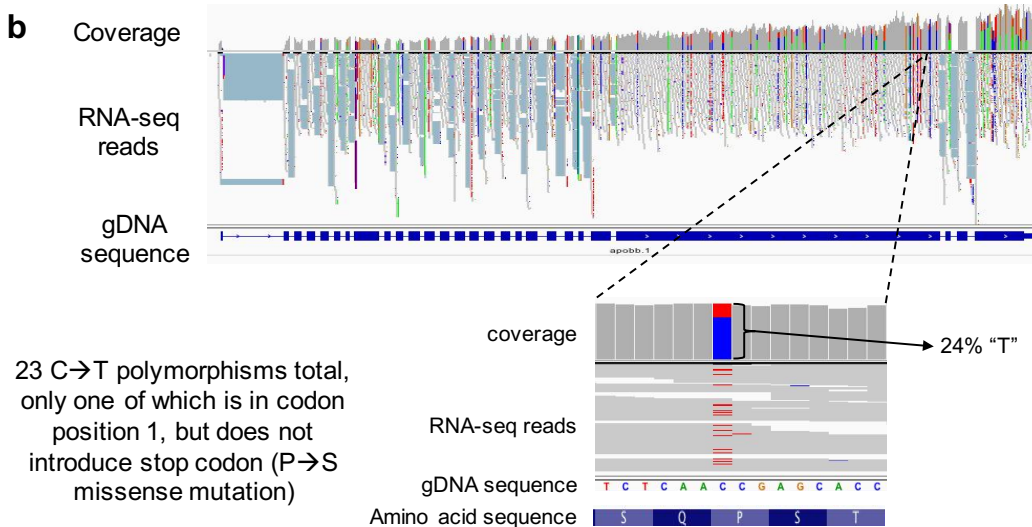 b
Coverage
RNA-seq
reads
gDNA
sequence
apobb.1
coverage
24% “T”
23 C→T polymorphisms total,
only one of which is in codon
position 1, but does not
introduce stop codon (P→S
missense mutation)
RNA-seq reads
gDNA sequence
T C T C A A C C G A G C A C C
Amino acid sequence
S Q P S T